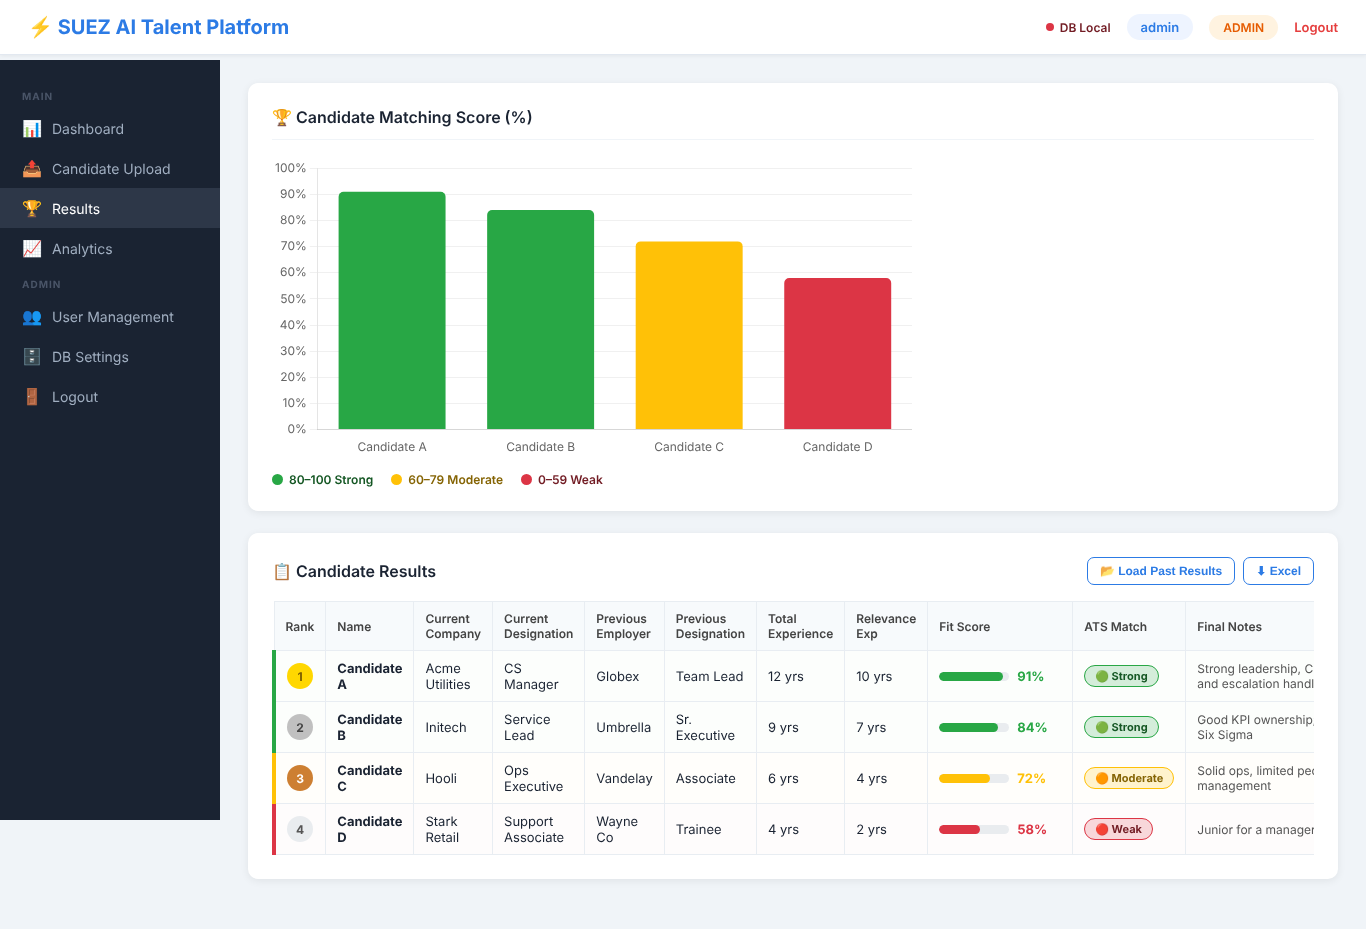 ⚡ SUEZ AI Talent Platform
DB Local
admin
ADMIN
Logout
MAIN
Dashboard
Candidate Upload
Results
Analytics
ADMIN
User Management
DB Settings
Logout
Candidate Matching Score (%)
100%
90%
80%
70%
60%
50%
40%
30%
20%
10%
0%
Candidate A
Candidate B
Candidate C
Candidate D
80–100 Strong
60–79 Moderate
0–59 Weak
Candidate Results
Load Past Results
Excel
Rank
Name
Current
Company
Current
Designation
Previous
Employer
Previous
Designation
Total
Experience
Relevance
Exp
Fit Score
ATS Match
Final Notes
1
Candidate
A
Acme
Utilities
CS
Manager
Globex
Team Lead
12 yrs
10 yrs
91%
Strong
Strong leadership, C
and escalation handl
2
Candidate
B
Initech
Service
Lead
Umbrella
Sr.
Executive
9 yrs
7 yrs
84%
Strong
Good KPI ownership,
Six Sigma
3
Candidate
C
Hooli
Ops
Executive
Vandelay
Associate
6 yrs
4 yrs
72%
Moderate
Solid ops, limited peo
management
4
Candidate
D
Stark
Retail
Support
Associate
Wayne
Co
Trainee
4 yrs
2 yrs
58%
Weak
Junior for a manager